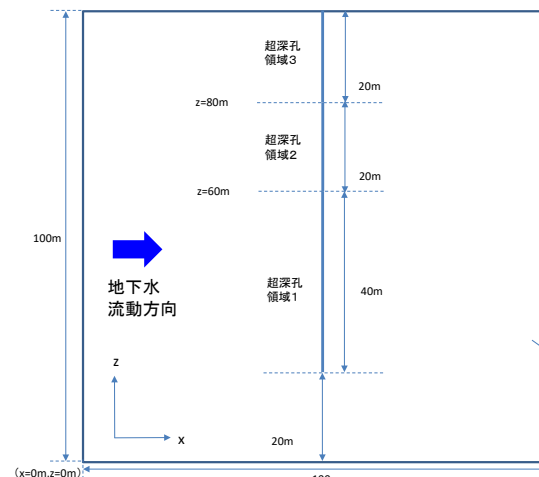 超深孔
領域3
20m
z=80m
超深孔
領域2
20m
z=60m
100m
地下水
流動方向
超深孔
領域1
40m
z
x
20m
(x=0m,z=0m)